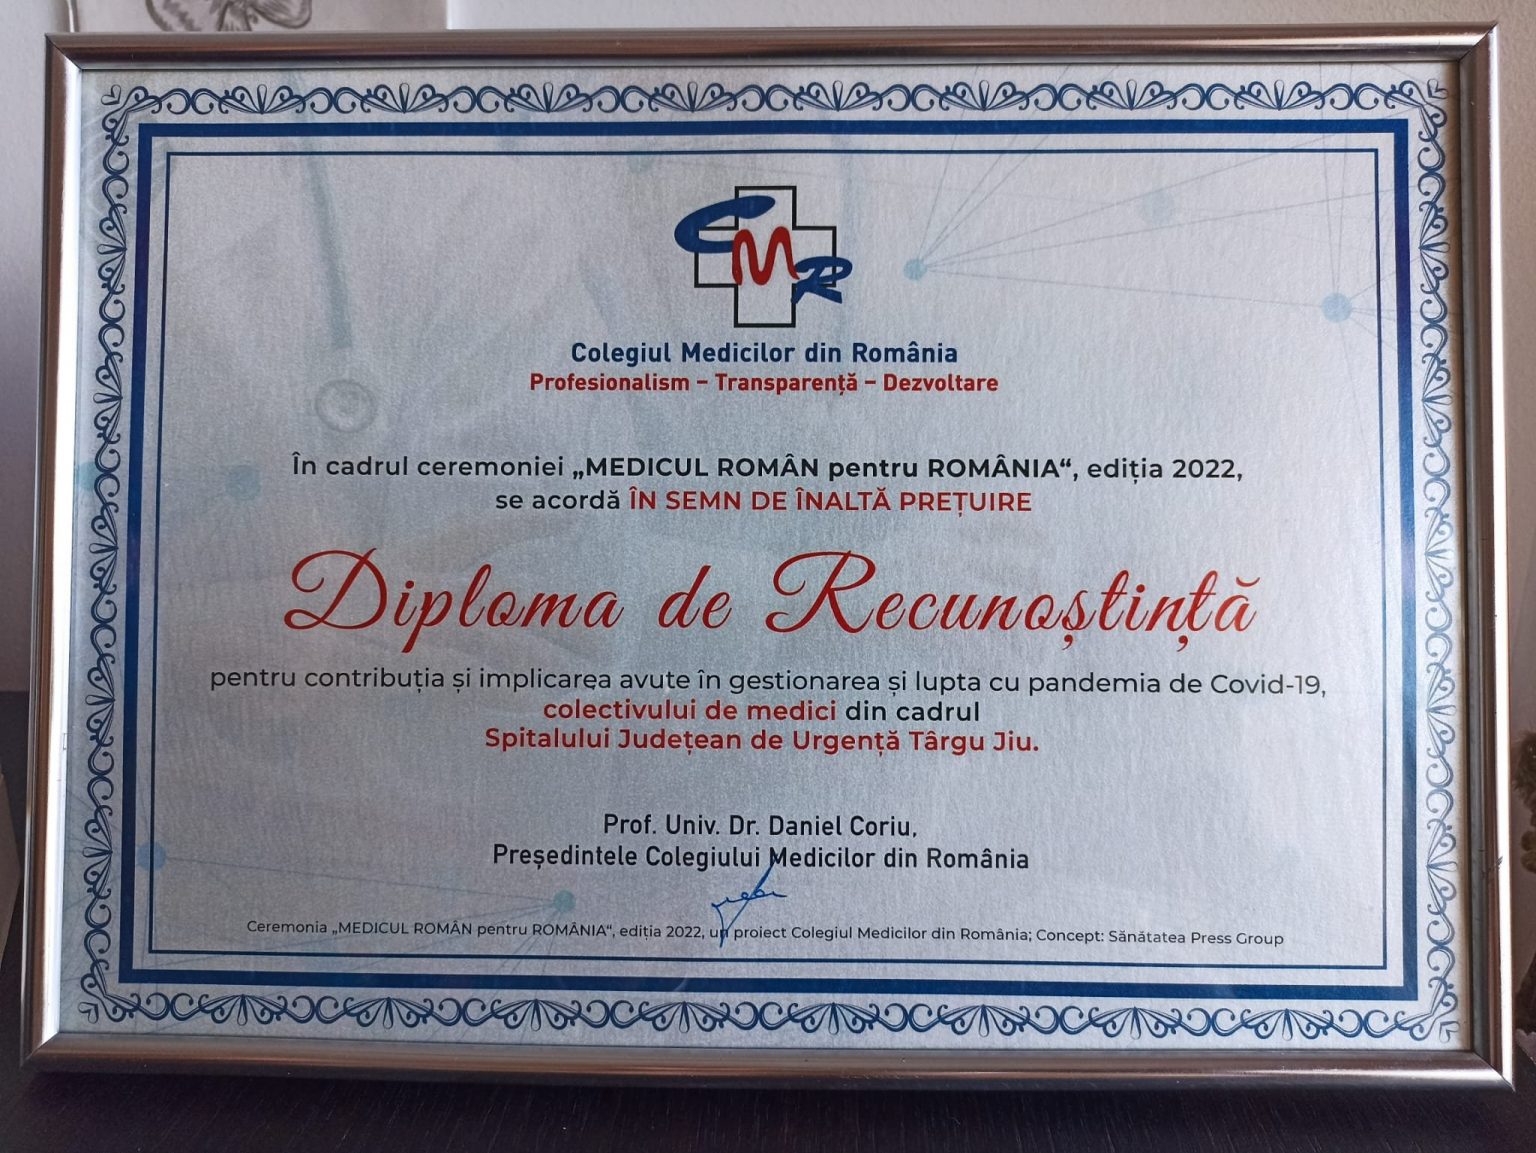 CMR
Colegiul Medicilor din România
Profesionalism – Transparență – Dezvoltare
În cadrul ceremoniei „MEDICUL ROMÂN pentru ROMÂNIA“, ediția 2022,
se acordă ÎN SEMN DE ÎNALTĂ PREȚUIRE
Diploma de Recunoștință
pentru contribuția și implicarea avute în gestionarea și lupta cu pandemia de Covid-19,
colectivului de medici din cadrul
Spitalului Județean de Urgență Târgu Jiu.
Prof. Univ. Dr. Daniel Coriu,
Președintele Colegiului Medicilor din România
Ceremonia „MEDICUL ROMÂN pentru ROMÂNIA“, ediția 2022, un proiect Colegiul Medicilor din România; Concept: Sănătatea Press Group